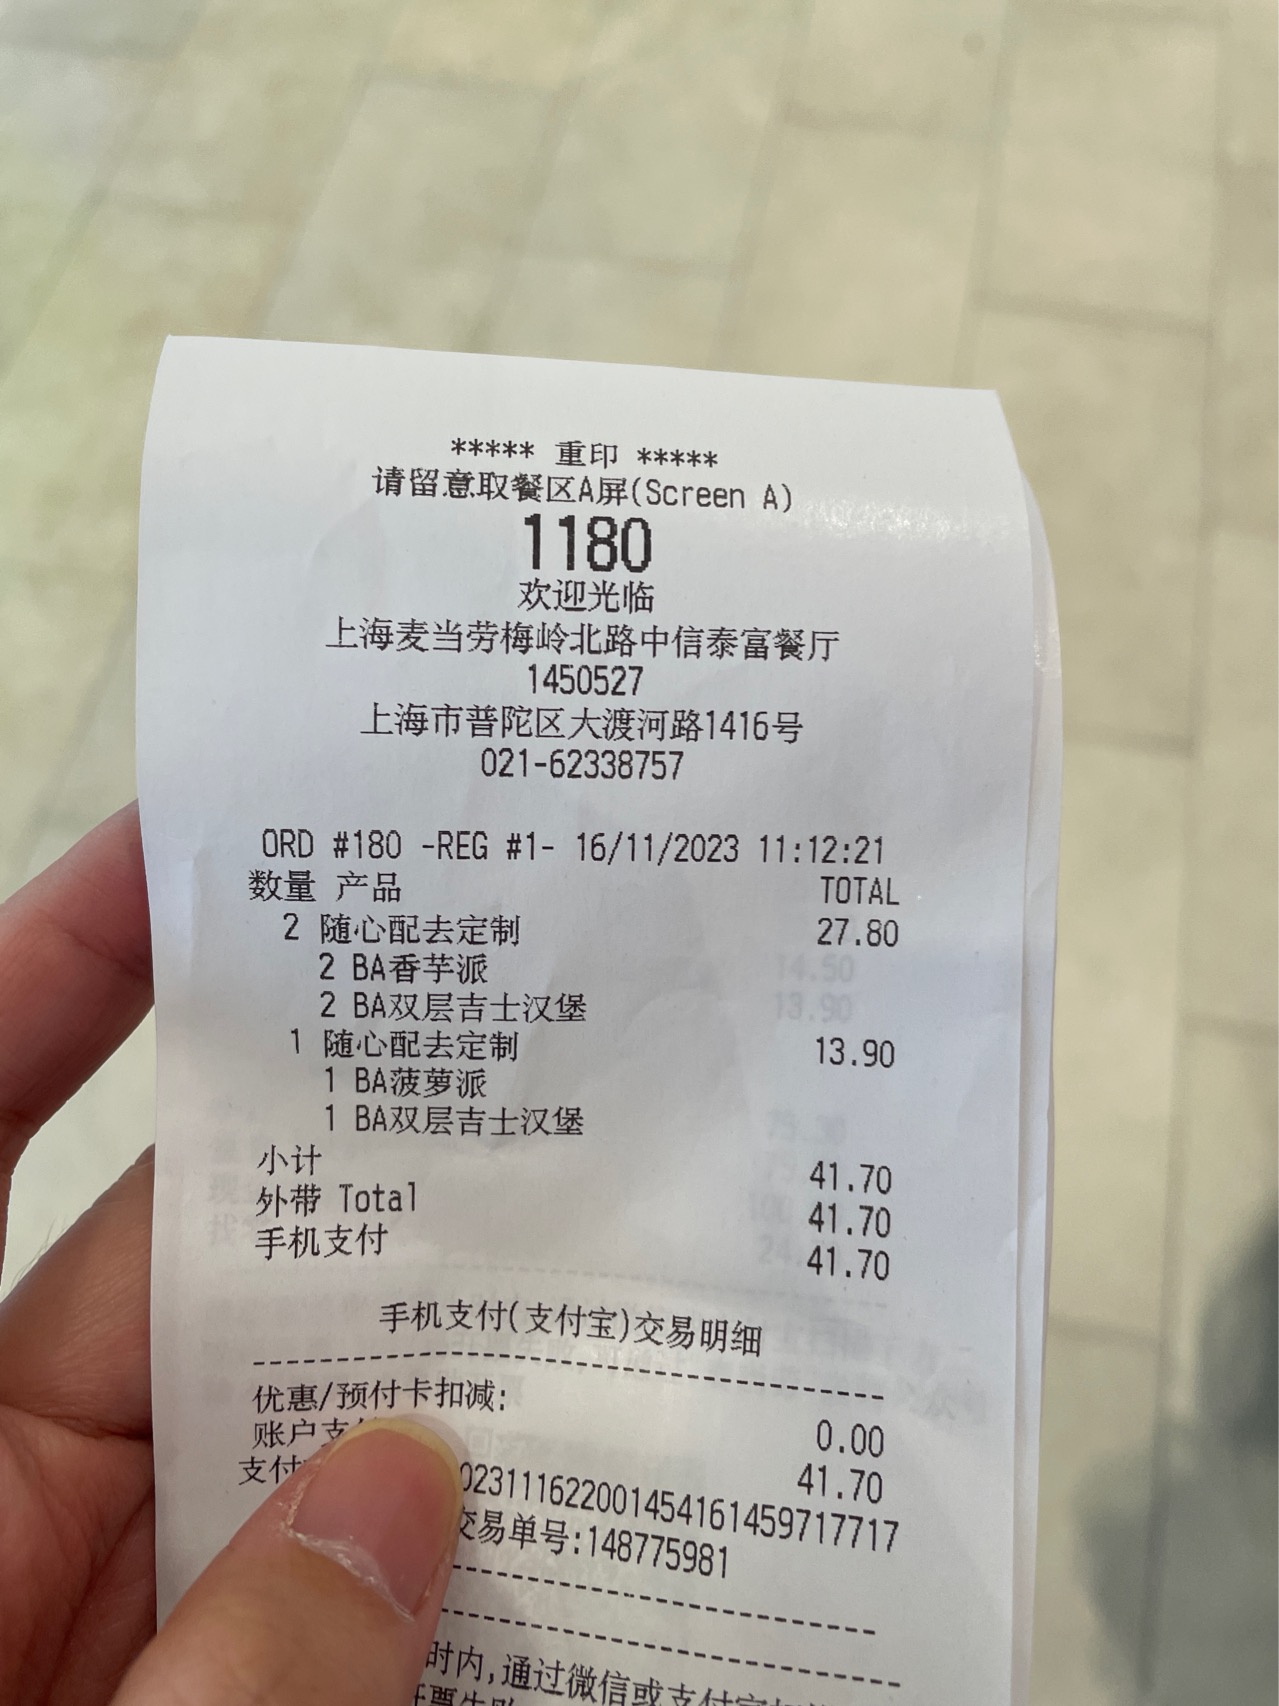 ***** 重印 *****
请留意取餐区A屏(Screen A)
1180
欢迎光临
上海麦当劳梅岭北路中信泰富餐厅
1450527
上海市普陀区大渡河路1416号
021-62338757
ORD #180 -REG #1- 16/11/2023 11:12:21
数量 产品 TOTAL
2 随心配去定制 27.80
2 BA香芋派
2 BA双层吉士汉堡
1 随心配去定制 13.90
1 BA菠萝派
1 BA双层吉士汉堡
小计 41.70
外带 Total 41.70
手机支付 41.70
手机支付(支付宝)交易明细
优惠/预付卡扣减: 0.00
账户支 41.70
支付 023111622001454161459717717
交易单号:148775981
时内,通过微信或支付宝